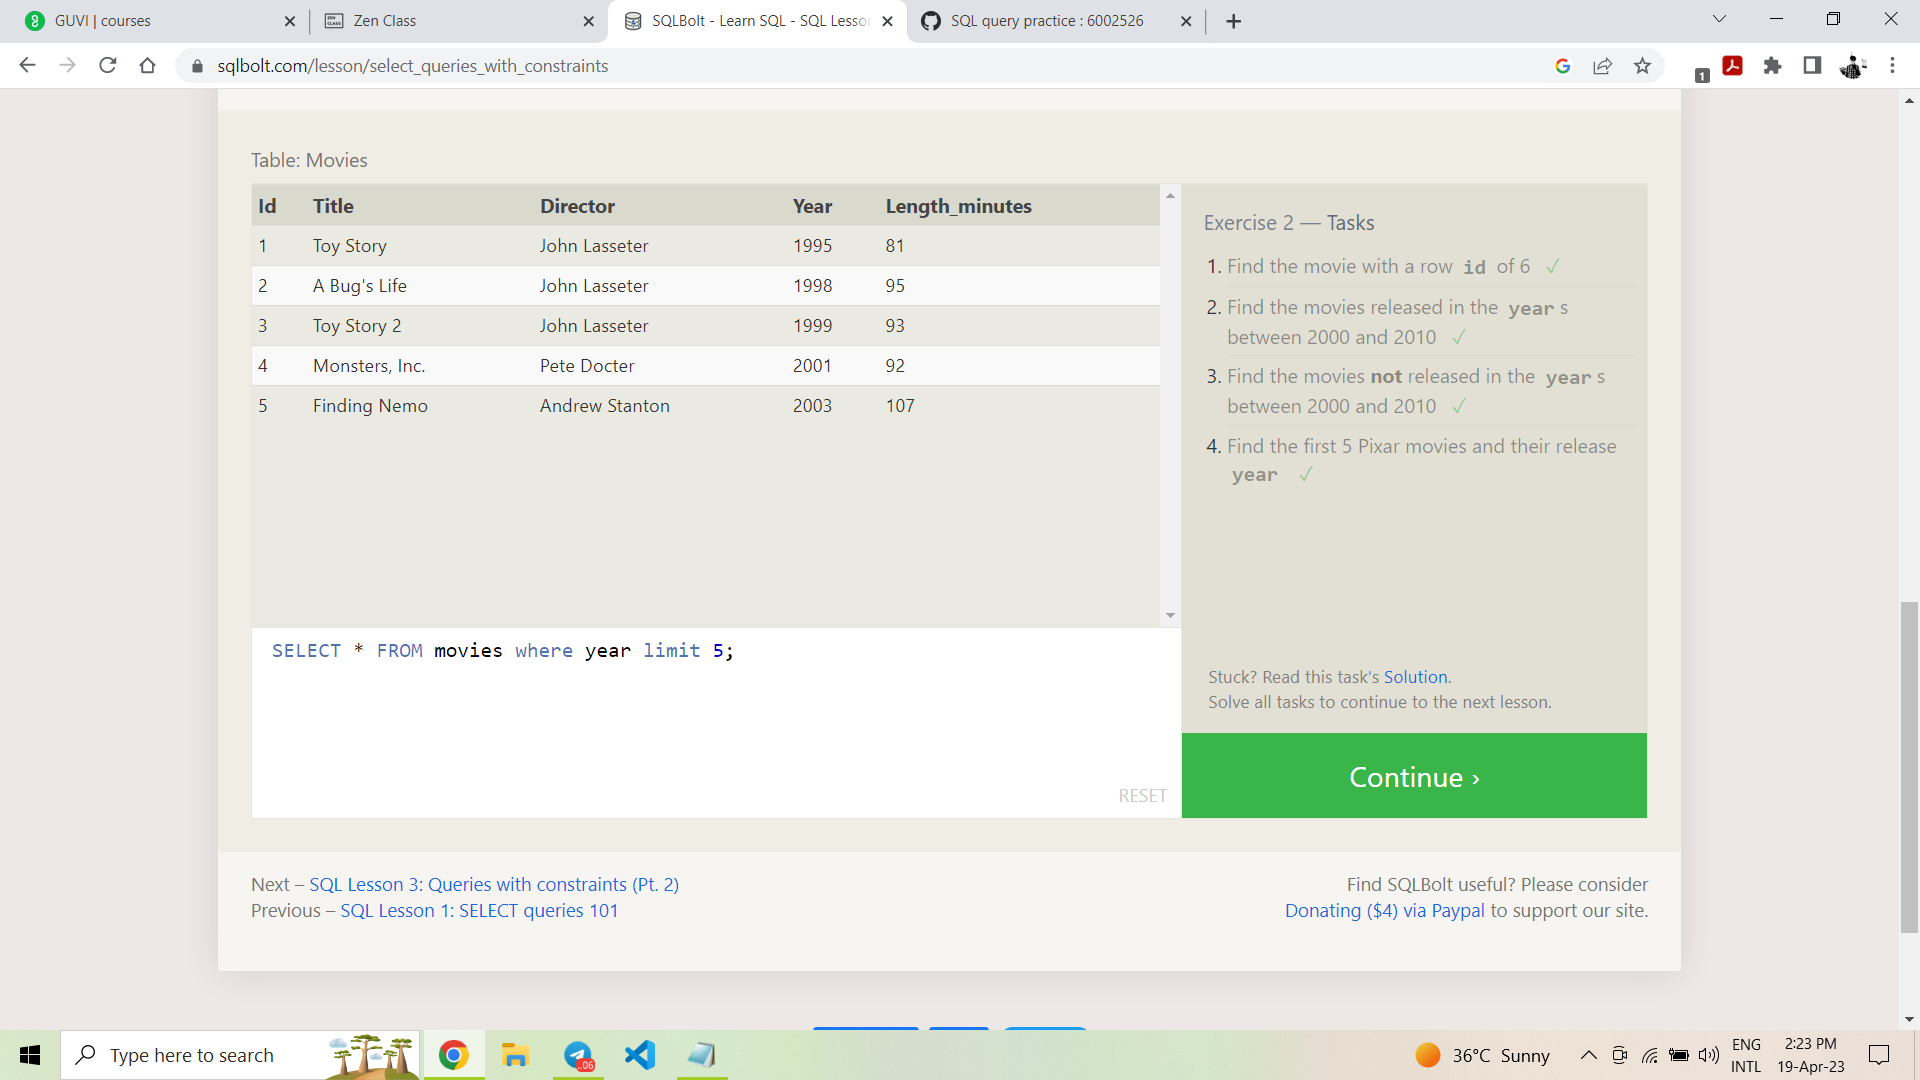 GUVI | courses
Zen Class
SQLBolt - Learn SQL - SQL Lesso
SQL query practice : 6002526
sqlbolt.com/lesson/select_queries_with_constraints
1
Table: Movies
Id Title Director Year Length_minutes
1 Toy Story John Lasseter 1995 81
2 A Bug's Life John Lasseter 1998 95
3 Toy Story 2 John Lasseter 1999 93
4 Monsters, Inc. Pete Docter 2001 92
5 Finding Nemo Andrew Stanton 2003 107
SELECT * FROM movies where year limit 5;
RESET
Exercise 2 — Tasks
1. Find the movie with a row id of 6 ✓
2. Find the movies released in the year s
between 2000 and 2010 ✓
3. Find the movies not released in the year s
between 2000 and 2010 ✓
4. Find the first 5 Pixar movies and their release
year ✓
Stuck? Read this task's Solution.
Solve all tasks to continue to the next lesson.
Continue ›
Next – SQL Lesson 3: Queries with constraints (Pt. 2)
Previous – SQL Lesson 1: SELECT queries 101
Find SQLBolt useful? Please consider
Donating ($4) via Paypal to support our site.
Type here to search
36°C Sunny
ENG
INTL
2:23 PM
19-Apr-23